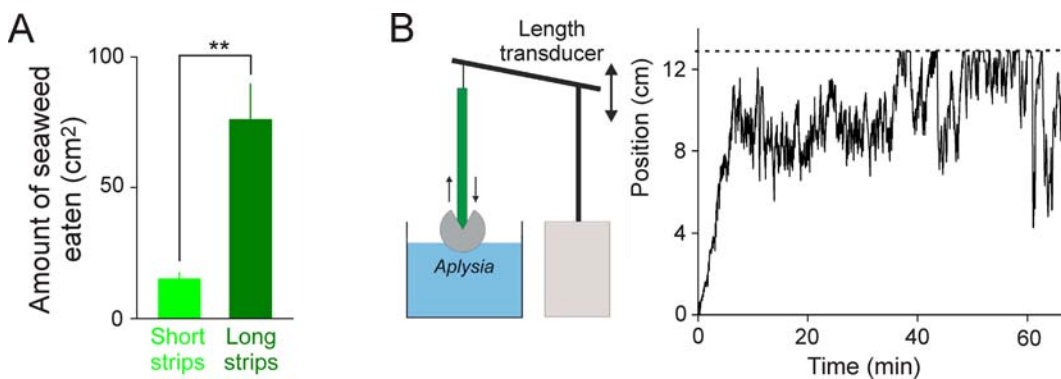 A
Amount of seaweed
eaten (cm²)
100
50
0
**
Short
strips
Long
strips
B
Length
transducer
Aplysia
Position (cm)
12
8
4
0
0
20
40
60
Time (min)